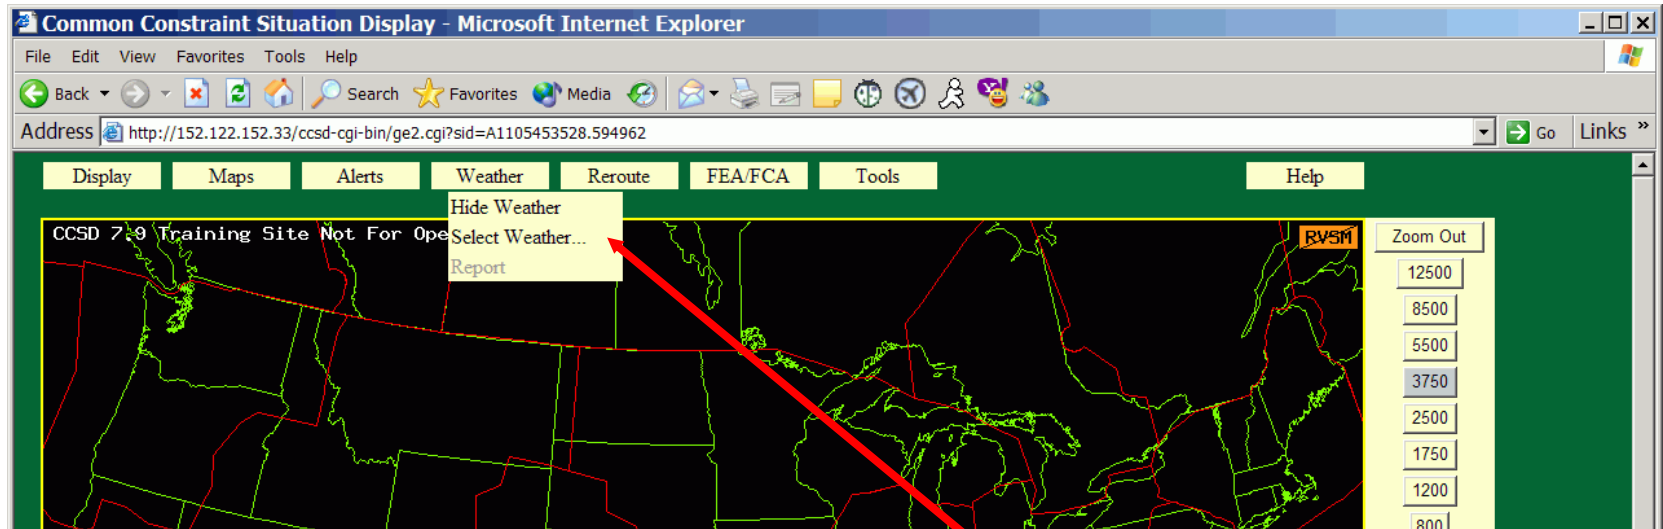 Common Constraint Situation Display - Microsoft Internet Explorer
File Edit View Favorites Tools Help
Back Search Favorites Media
Address http://152.122.152.33/ccsd-cgi-bin/ge2.cgi?sid=A1105453528.594962 Go Links »
Display Maps Alerts Weather Reroute FEA/FCA Tools Help
Hide Weather
Select Weather...
Report
CCSD 7.9 Training Site Not For Ope
RVSM
Zoom Out
12500
8500
5500
3750
2500
1750
1200
800